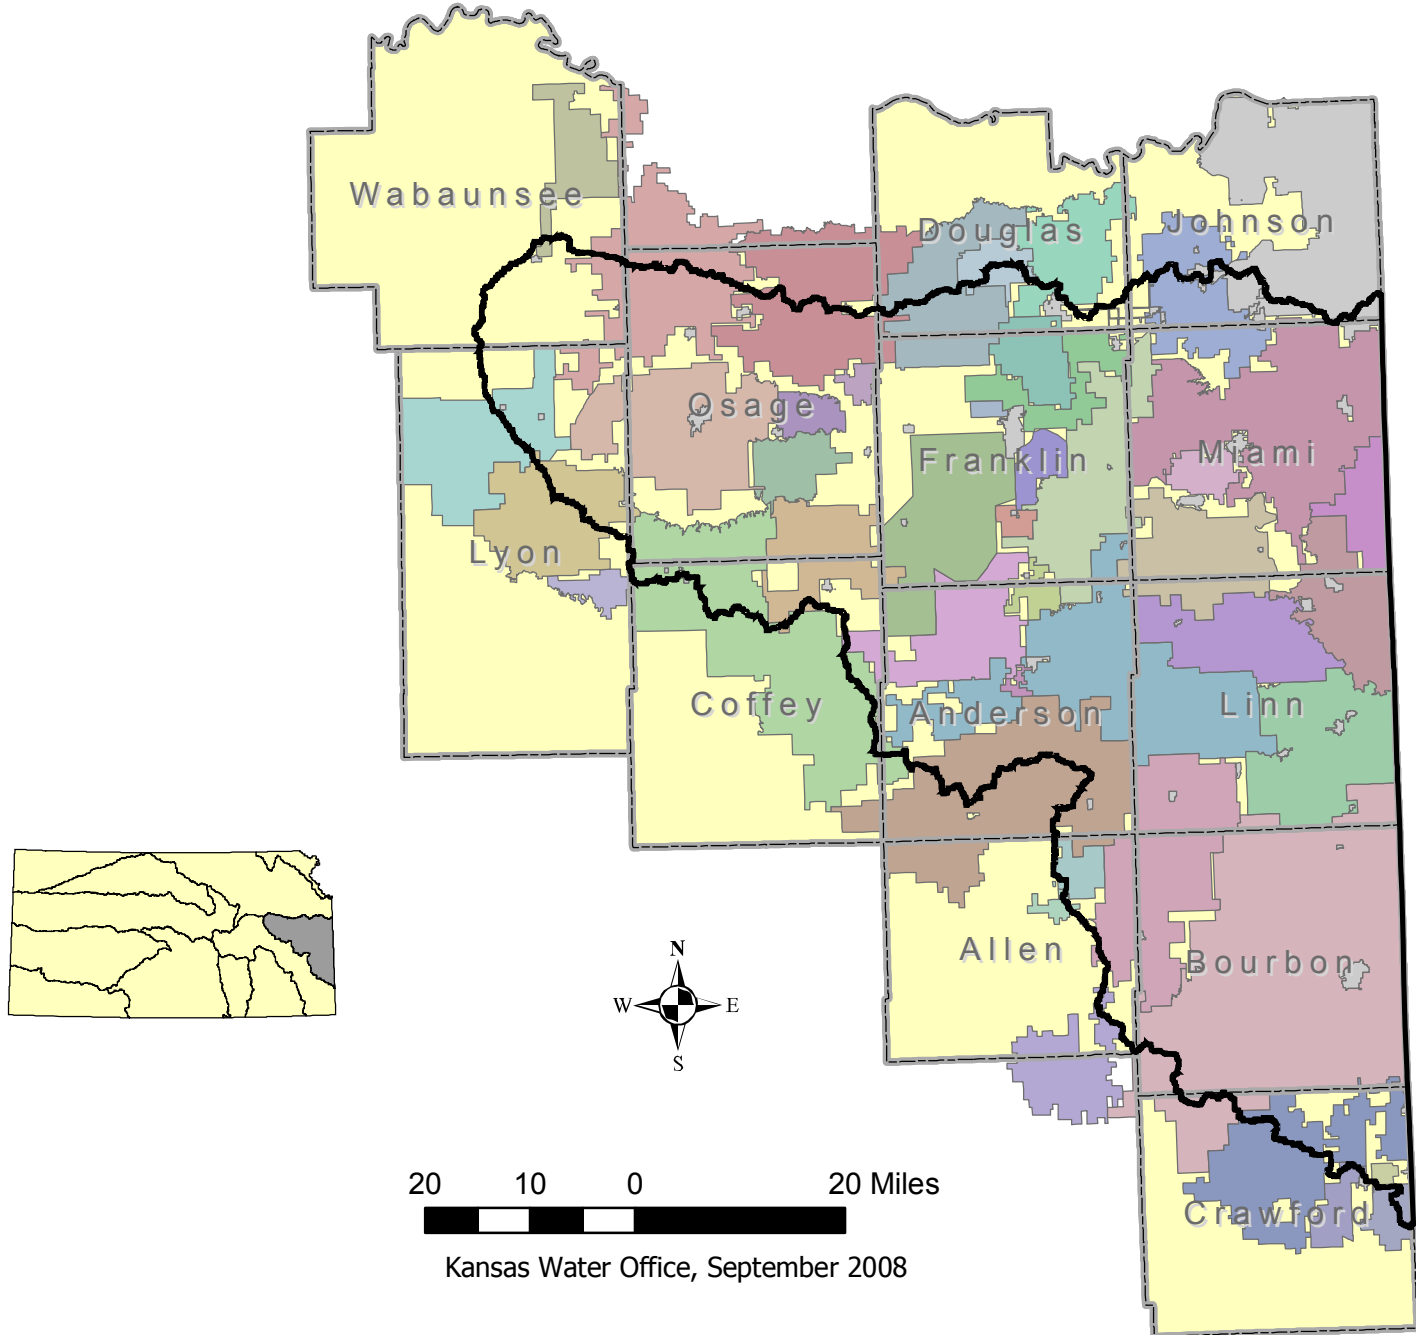 Wabaunsee
Douglas
Johnson
Osage
Franklin
Miami
Lyon
Coffey
Anderson
Linn
Allen
Bourbon
N
W E
S
Crawford
20 10 0 20 Miles
Kansas Water Office, September 2008